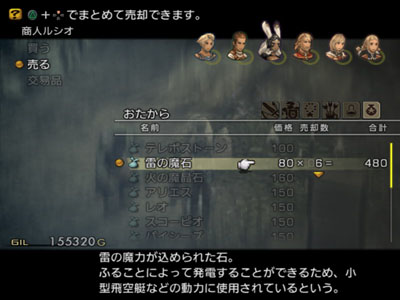 ?●+✥でまとめて売却できます。
商人ルシオ
買う
売る
交易品
おたから
名前 価格 売却数 合計
テレポストーン 100
雷の魔石 80× 6= 480
火の魔晶石 160
アリエス 150
レオ 150
スコーピオ 150
150
GIL 155320G
雷の魔力が込められた石。
ふることによって発電することができるため、小
型飛空艇などの動力に使用されているという。